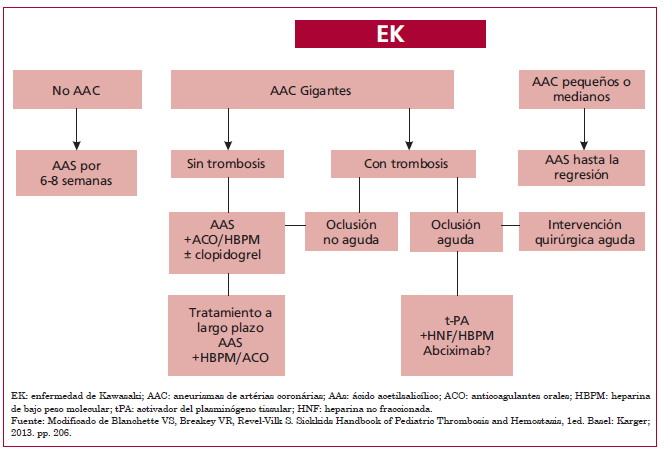 EK
No AAC
AAC Gigantes
AAC pequeños o
medianos
AAS por
6-8 semanas
Sin trombosis
Con trombosis
AAS hasta la
regresión
AAS
+ACO/HBPM
± clopidogrel
Oclusión
no aguda
Oclusión
aguda
Intervención
quirúrgica aguda
Tratamiento a
largo plazo
AAS
+HBPM/ACO
t-PA
+HNF/HBPM
Abciximab?
EK: enfermedad de Kawasaki; AAC: aneurismas de artérias coronárias; AAs: ácido acetilsalicílico; ACO: anticoagulantes orales; HBPM: heparina
de bajo peso molecular; tPA: activador del plasminógeno tissular; HNF: heparina no fraccionada.
Fuente: Modificado de Blanchette VS, Breakey VR, Revel-Vilk S. Sickkids Handbook of Pediatric Thrombosis and Hemostasis, 1ed. Basel: Karger;
2013. pp. 206.